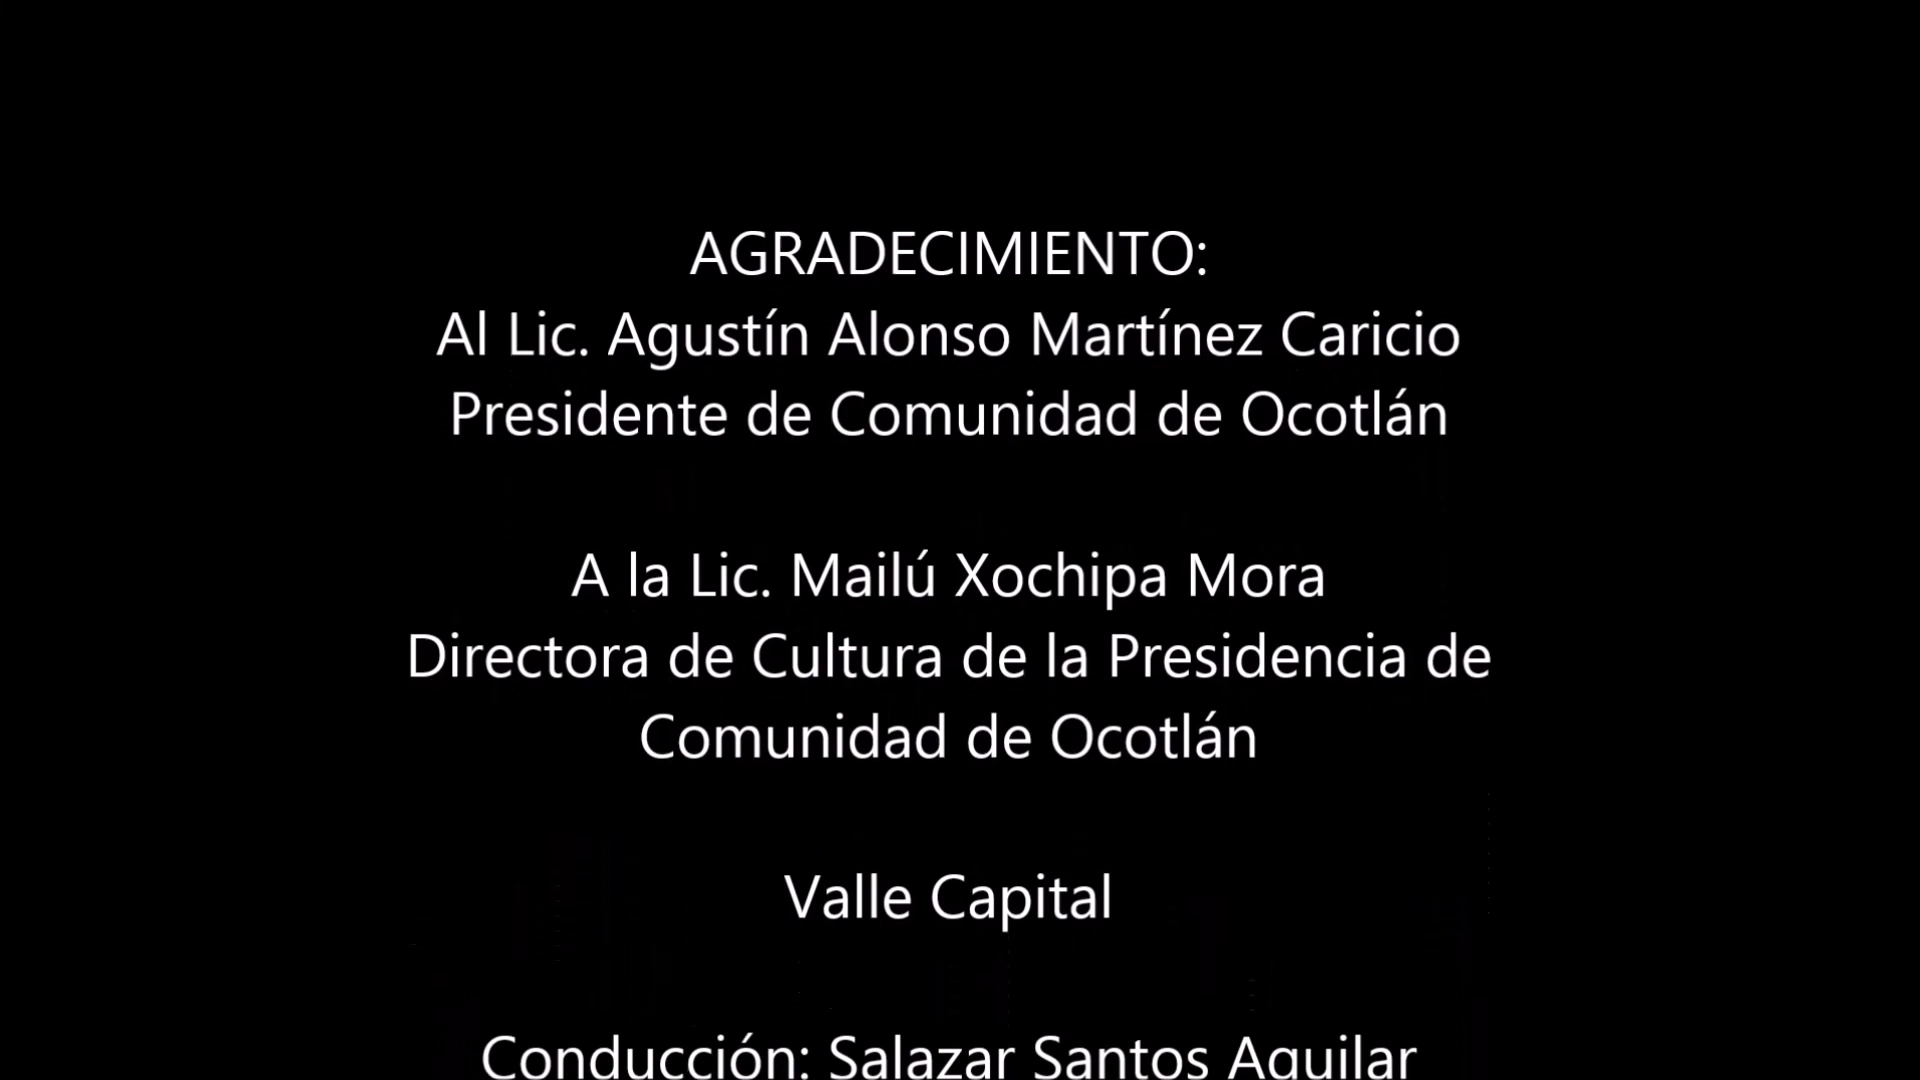 AGRADECIMIENTO:
Al Lic. Agustín Alonso Martínez Caricio
Presidente de Comunidad de Ocotlán
A la Lic. Mailú Xochipa Mora
Directora de Cultura de la Presidencia de
Comunidad de Ocotlán
Valle Capital
Conducción: Salazar Santos Aguilar